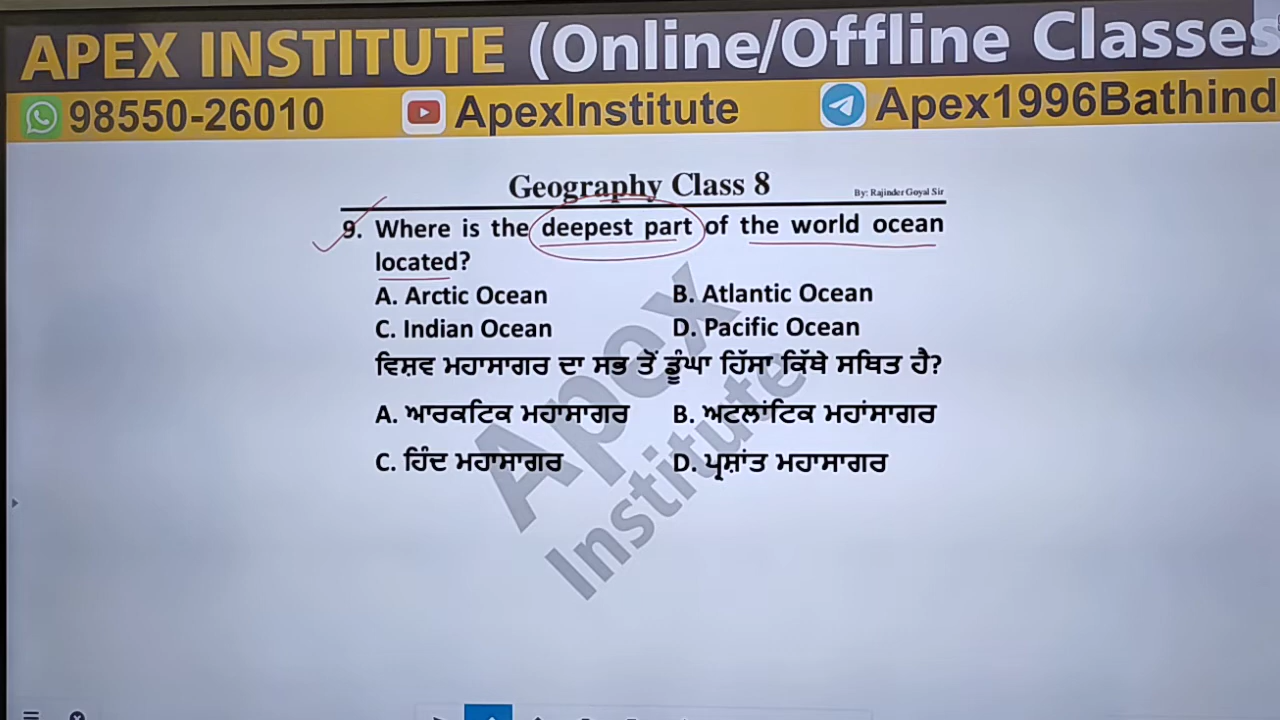 APEX INSTITUTE (Online/Offline Classes
98550-26010 ApexInstitute Apex1996Bathind
Geography Class 8 By: Rajinder Goyal Sir
9. Where is the deepest part of the world ocean
located?
A. Arctic Ocean B. Atlantic Ocean
C. Indian Ocean D. Pacific Ocean
ਵਿਸ਼ਵ ਮਹਾਸਾਗਰ ਦਾ ਸਭ ਤੋਂ ਡੂੰਘਾ ਹਿੱਸਾ ਕਿੱਥੇ ਸਥਿਤ ਹੈ?
A. ਆਰਕਟਿਕ ਮਹਾਸਾਗਰ B. ਅਟਲਾਂਟਿਕ ਮਹਾਂਸਾਗਰ
C. ਹਿੰਦ ਮਹਾਸਾਗਰ D. ਪ੍ਰਸ਼ਾਂਤ ਮਹਾਸਾਗਰ
Apex
Institute